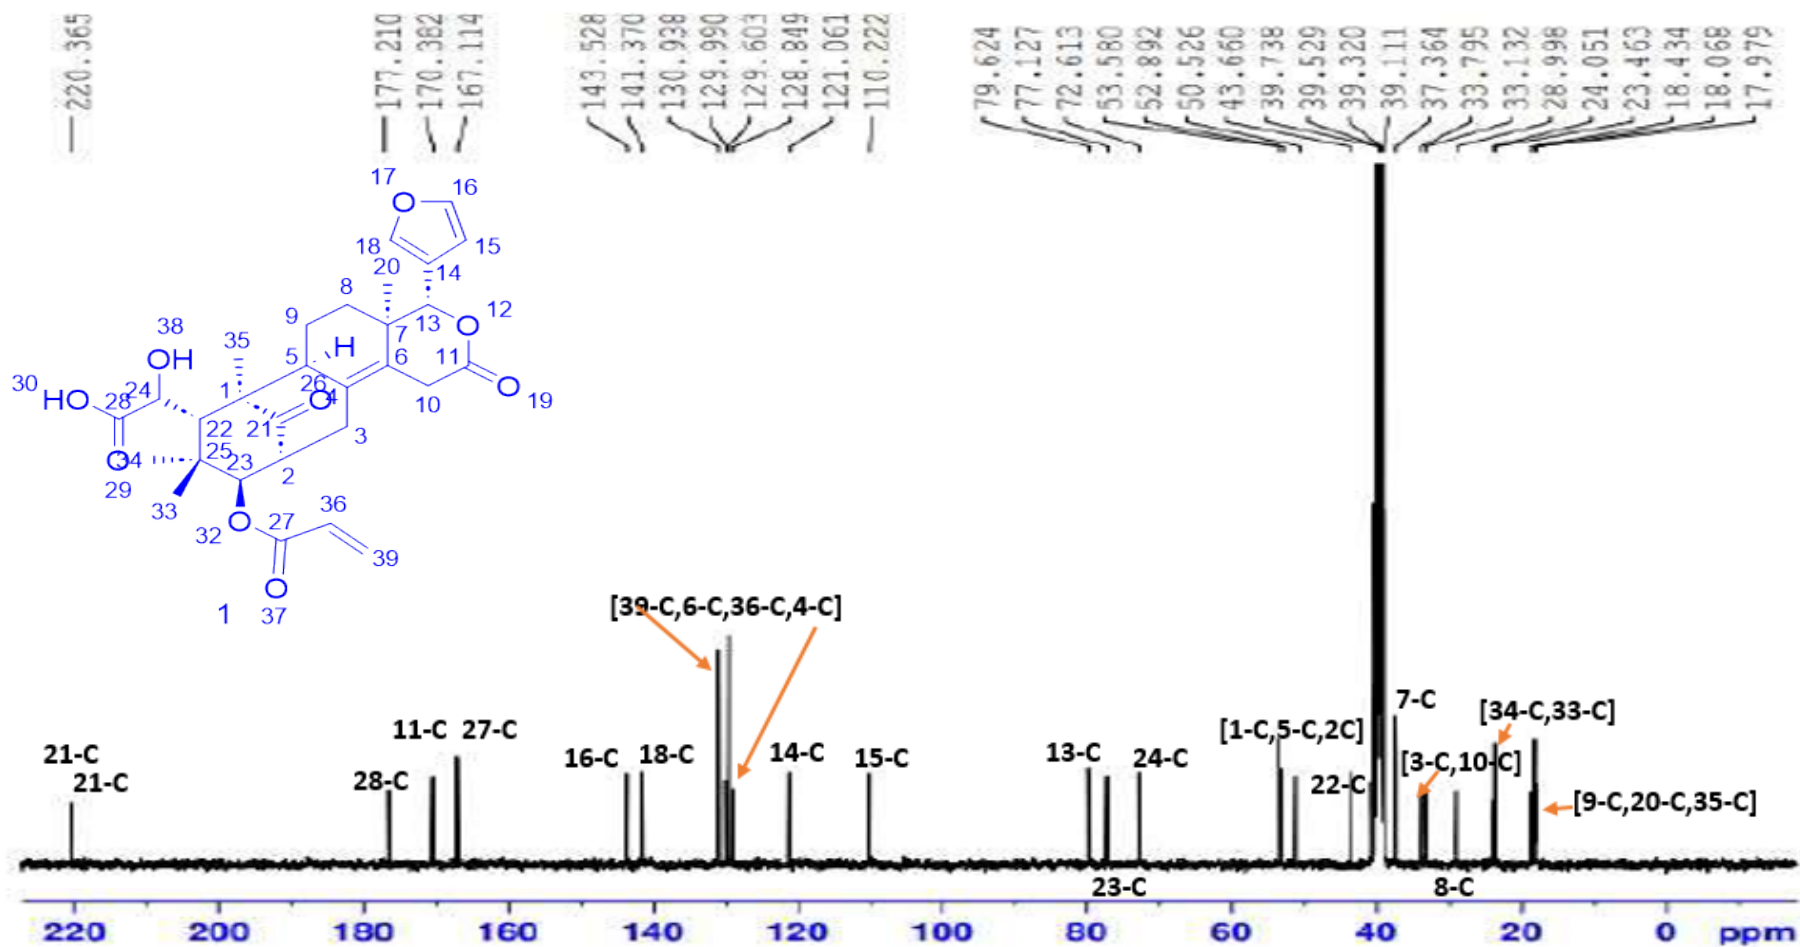 220.365
177.210
170.382
167.114
143.528
141.370
130.938
129.990
129.603
128.849
121.061
110.222
79.624
77.127
72.613
53.580
52.892
50.526
43.660
39.738
39.529
39.320
39.111
37.364
33.795
33.132
28.998
24.051
23.463
18.434
18.068
17.979
17
O
16
18
15
20
14
8
O
12
9
13
38
7
35
H
5
6
11
OH
30
26
O
HO
28
24
1
O
4
10
19
22
21
3
25
O
34
23
2
29
33
36
O
27
32
39
O
1
37
[39-C,6-C,36-C,4-C]
7-C
[34-C,33-C]
11-C
27-C
[1-C,5-C,2C]
21-C
16-C
18-C
14-C
15-C
13-C
24-C
[3-C,10-C]
21-C
28-C
22-C
[9-C,20-C,35-C]
23-C
8-C
220
200
180
160
140
120
100
80
60
40
20
0
ppm